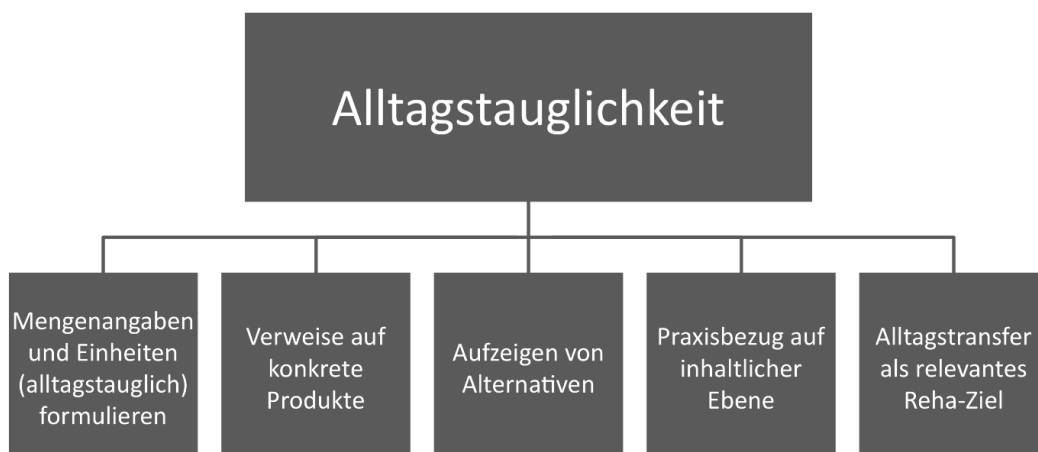 Alltagstauglichkeit
Mengenangaben
und Einheiten
(alltagstauglich)
formulieren
Verweise auf
konkrete
Produkte
Aufzeigen von
Alternativen
Praxisbezug auf
inhaltlicher
Ebene
Alltagstransfer
als relevantes
Reha-Ziel